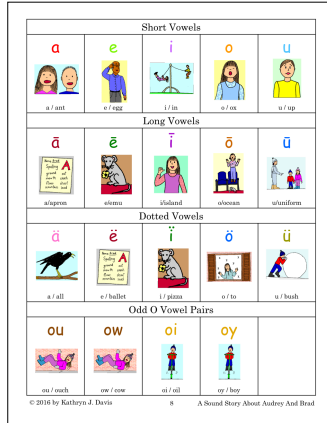 Short Vowels
a e i o u
a / ant e / egg i / in o / ox u / up
Long Vowels
ā ē ī ō ū
a/apron e/emu i/island o/ocean u/uniform
Dotted Vowels
ä ë ï ö ü
a / all e / ballet i / pizza o / to u / bush
Odd O Vowel Pairs
ou ow oi oy
ou / ouch ow / cow oi / oil oy / boy
© 2016 by Kathryn J. Davis 8 A Sound Story About Audrey And Brad